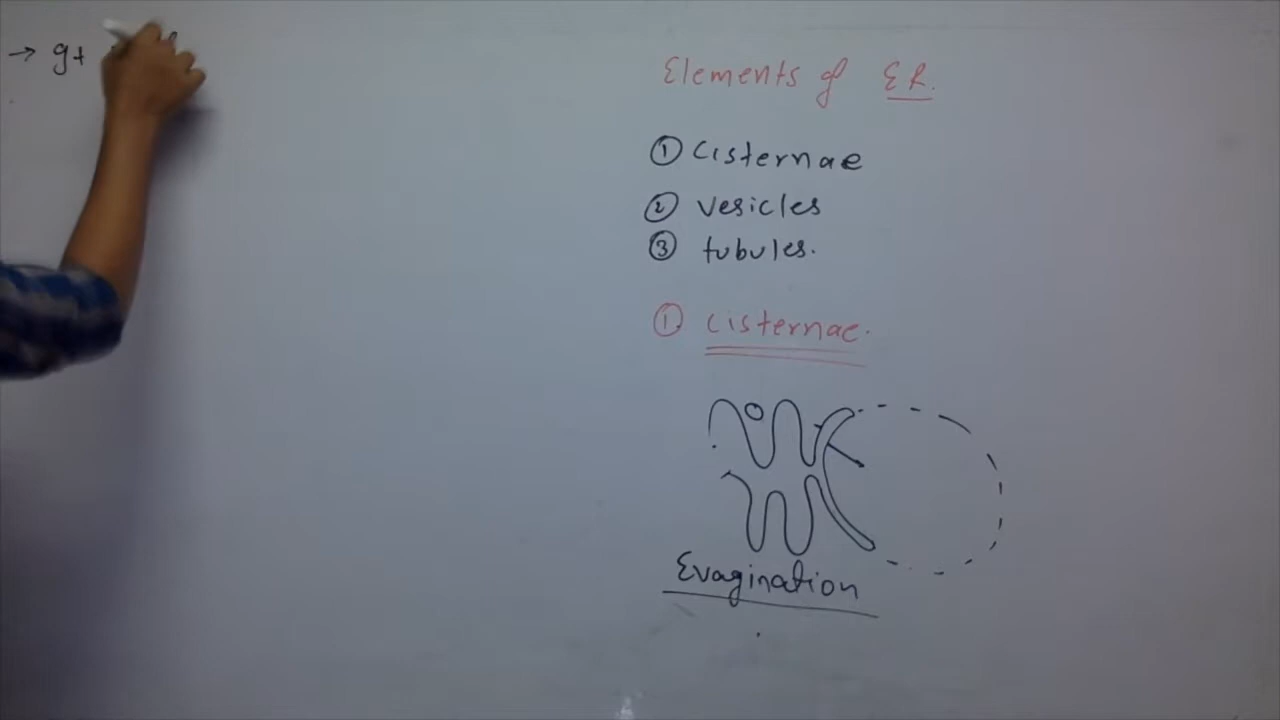 → gt
Elements of ER.
① Cisternae
② vesicles
③ tubules.
① cisternae.
Evagination